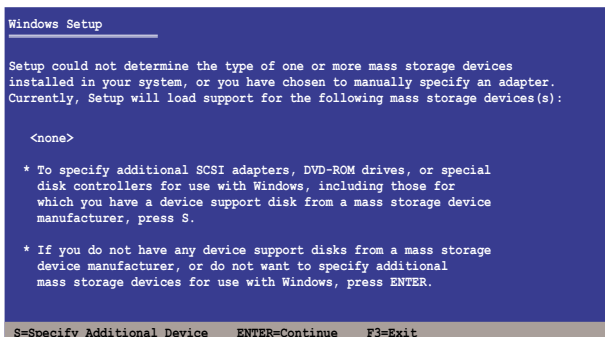 Windows Setup
Setup could not determine the type of one or more mass storage devices
installed in your system, or you have chosen to manually specify an adapter.
Currently, Setup will load support for the following mass storage devices(s):
<none>
* To specify additional SCSI adapters, DVD-ROM drives, or special
disk controllers for use with Windows, including those for
which you have a device support disk from a mass storage device
manufacturer, press S.
* If you do not have any device support disks from a mass storage
device manufacturer, or do not want to specify additional
mass storage devices for use with Windows, press ENTER.
S=Specify Additional Device ENTER=Continue F3=Exit